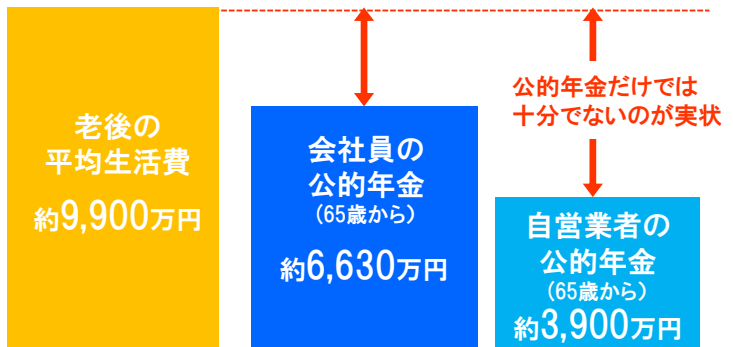 老後の
平均生活費
約9,900万円
会社員の
公的年金
(65歳から)
約6,630万円
公的年金だけでは
十分でないのが実状
自営業者の
公的年金
(65歳から)
約3,900万円